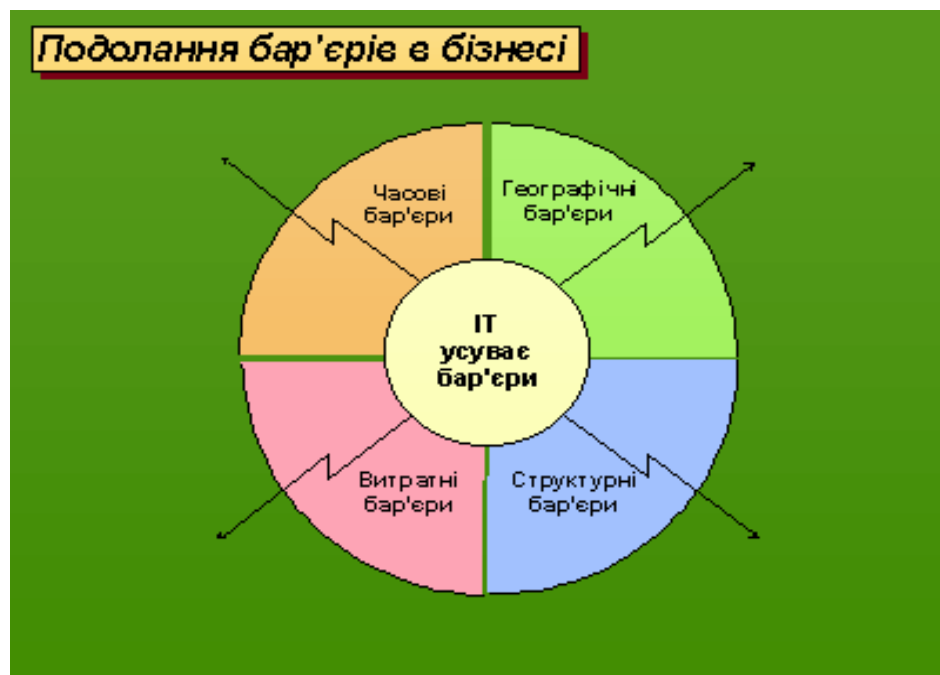 Подолання бар'єрів в бізнесі
Часові
бар'єри
Географічні
бар'єри
ІТ
усуває
бар'єри
Витратні
бар'єри
Структурні
бар'єри